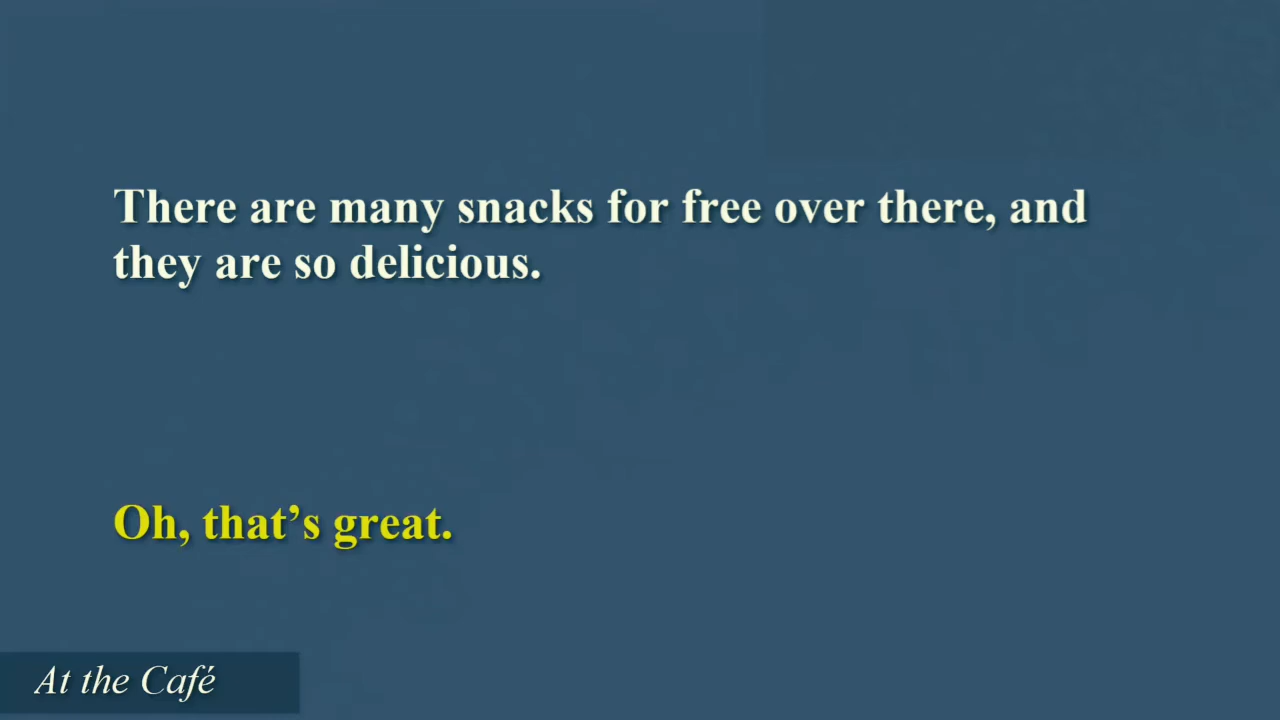 There are many snacks for free over there, and
they are so delicious.
Oh, that’s great.
At the Café